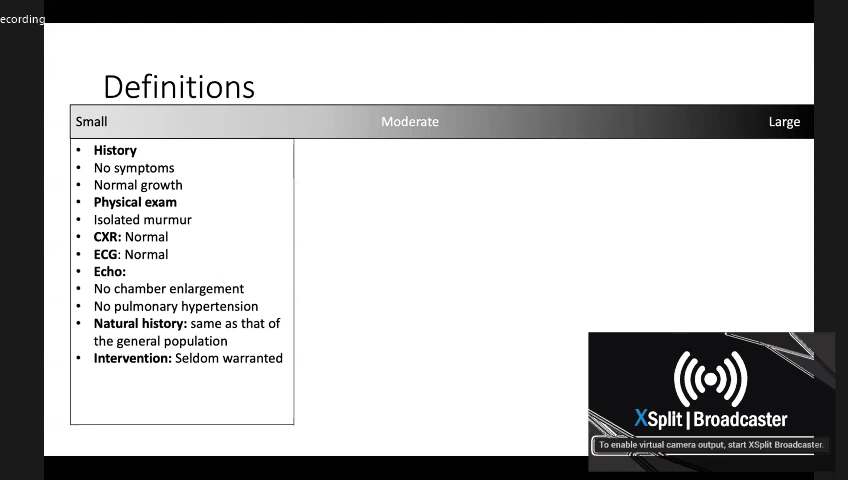 ecording
Definitions
Small Moderate Large
• History
• No symptoms
• Normal growth
• Physical exam
• Isolated murmur
• CXR: Normal
• ECG: Normal
• Echo:
• No chamber enlargement
• No pulmonary hypertension
• Natural history: same as that of
the general population
• Intervention: Seldom warranted
XSplit | Broadcaster
To enable virtual camera output, start XSplit Broadcaster.